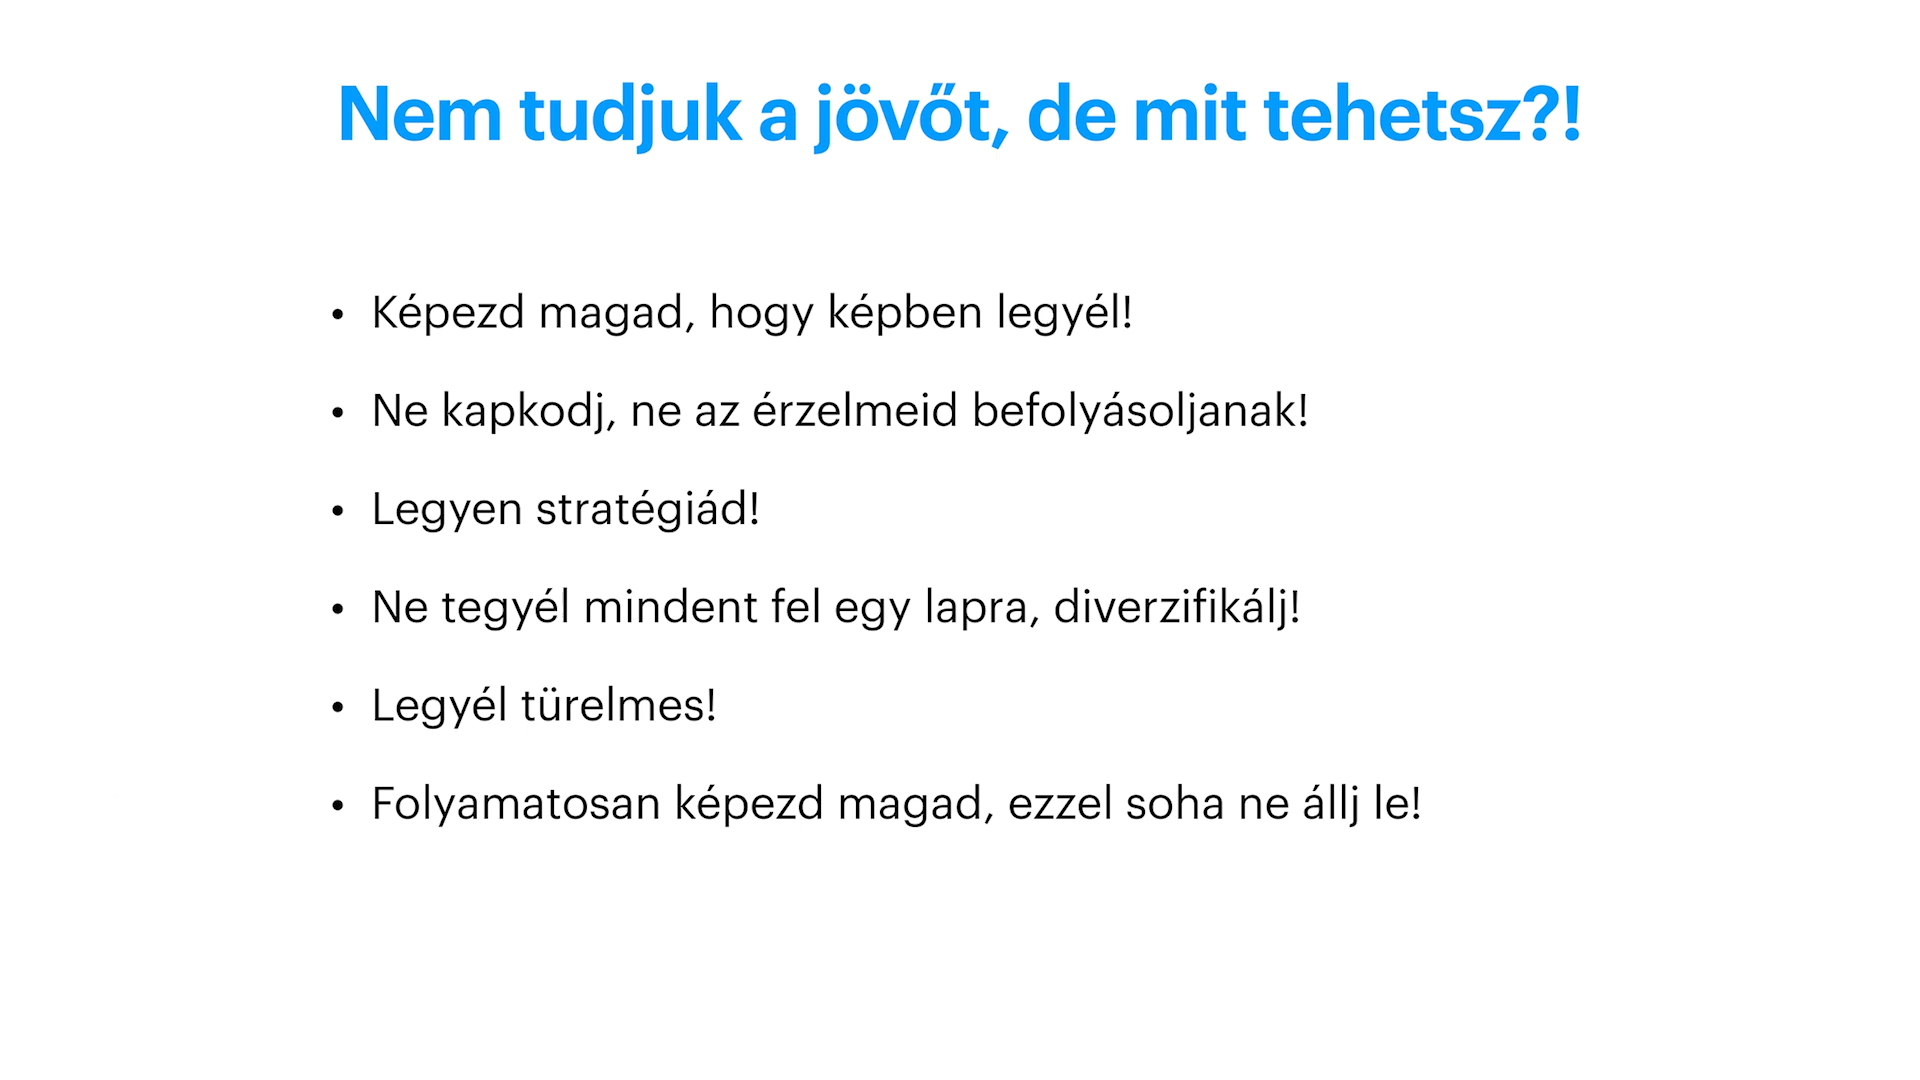 Nem tudjuk a jövőt, de mit tehetsz?!
• Képezd magad, hogy képben legyél!
• Ne kapkodj, ne az érzelmeid befolyásoljanak!
• Legyen stratégiád!
• Ne tegyél mindent fel egy lapra, diverzifikálj!
• Legyél türelmes!
• Folyamatosan képezd magad, ezzel soha ne állj le!